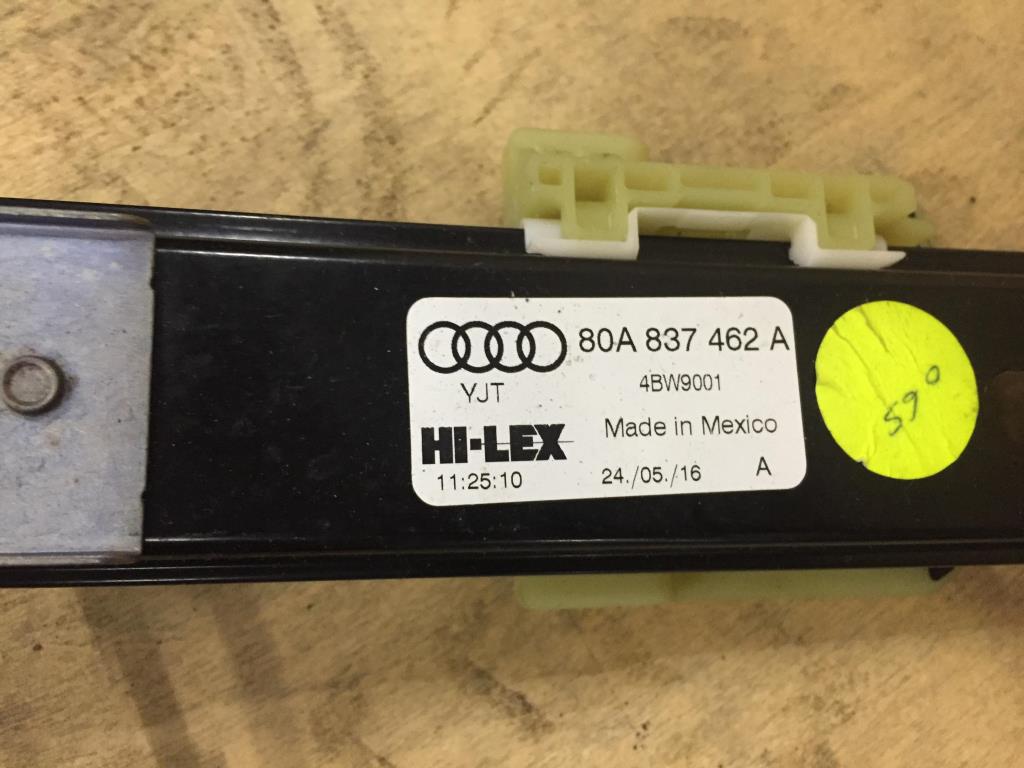 80A 837 462 A
YJT
4BW9001
HI-LEX
Made in Mexico
11:25:10
24./05./16
A
59°